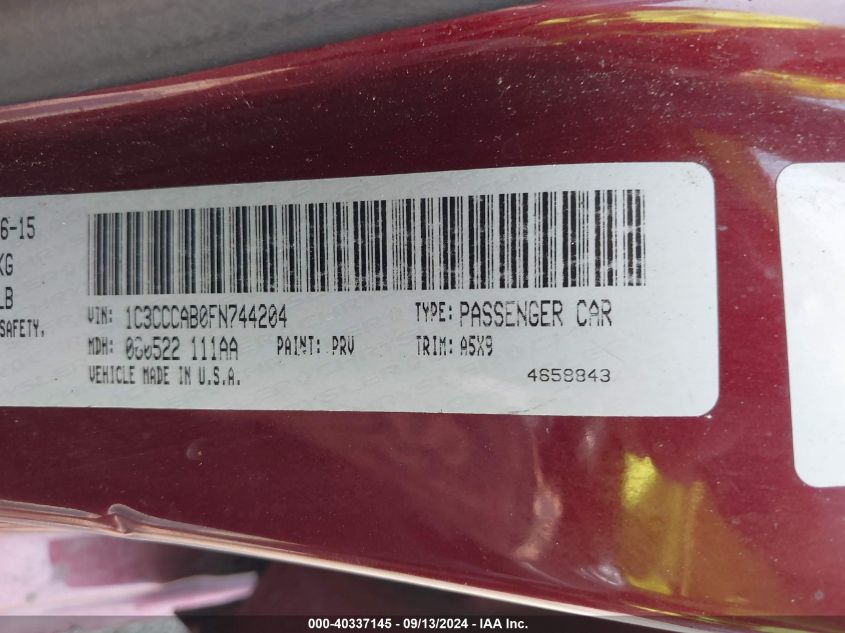 6-15
KG
LB
SAFETY,
VIN: 1C3CCCAB0FN744204 TYPE: PASSENGER CAR
MDH: 111AA PAINT: PRV TRIM: A5X9
VEHICLE MADE IN U.S.A. 4658843
000-40337145 - 09/13/2024 - IAA Inc.